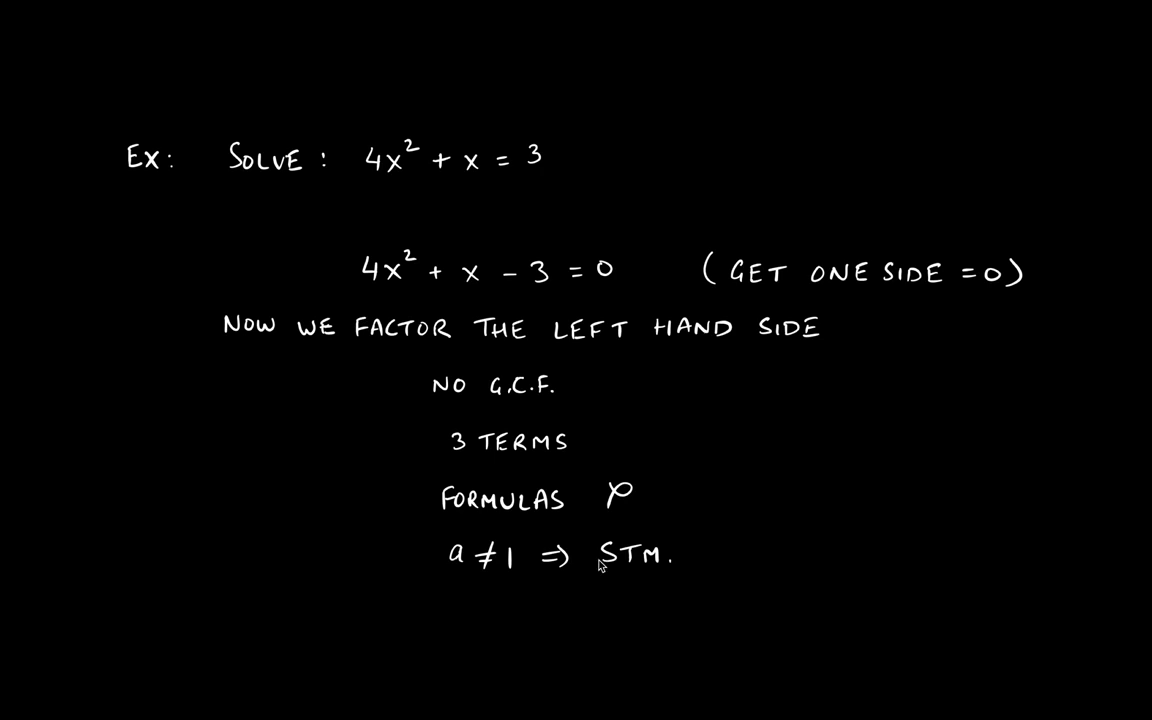 Ex: SOLVE: 4x² + x = 3
4x² + x - 3 = 0 (GET ONE SIDE = 0)
NOW WE FACTOR THE LEFT HAND SIDE
NO G.C.F.
3 TERMS
FORMULAS
a ≠ 1 ⇒ STM.